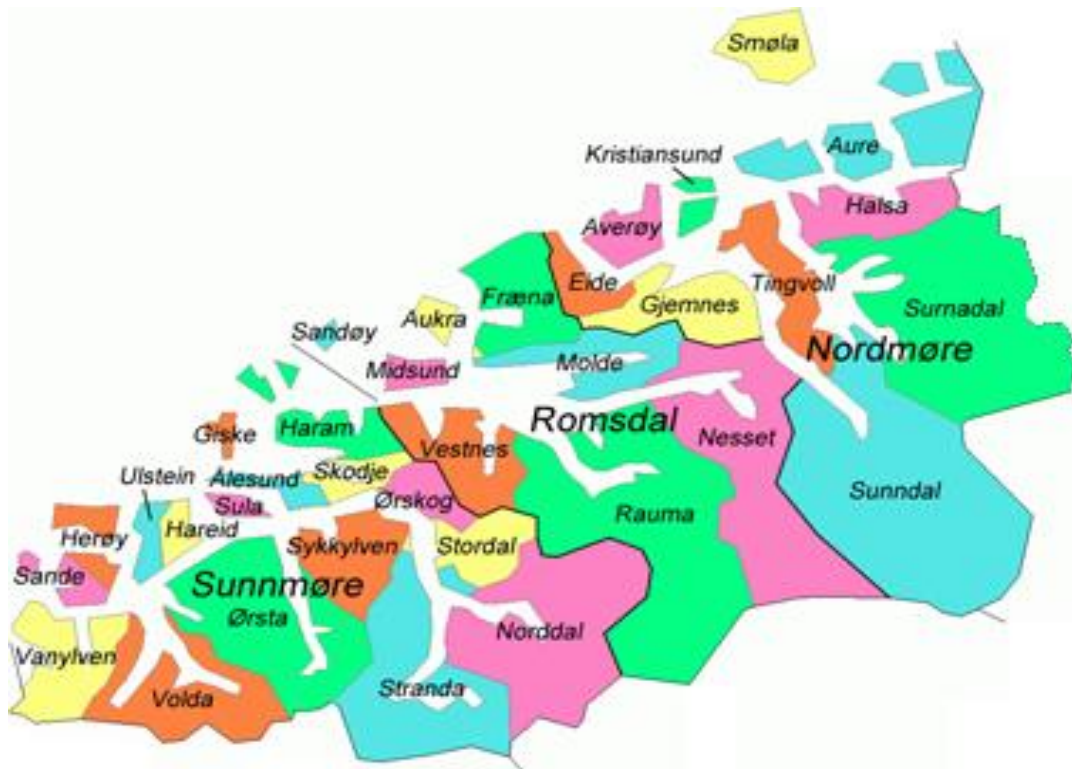 Smøla
Kristiansund
Aure
Halsa
Averøy
Eide
Tingvoll
Fræna
Gjemnes
Surnadal
Aukra
Sandøy
Nordmøre
Midsund
Molde
Romsdal
Giske
Haram
Vestnes
Nesset
Ulstein
Ålesund
Skodje
Sunndal
Sula
Ørskog
Rauma
Herøy
Hareid
Sykkylven
Stordal
Sande
Sunnmøre
Ørsta
Norddal
Vanylven
Volda
Stranda